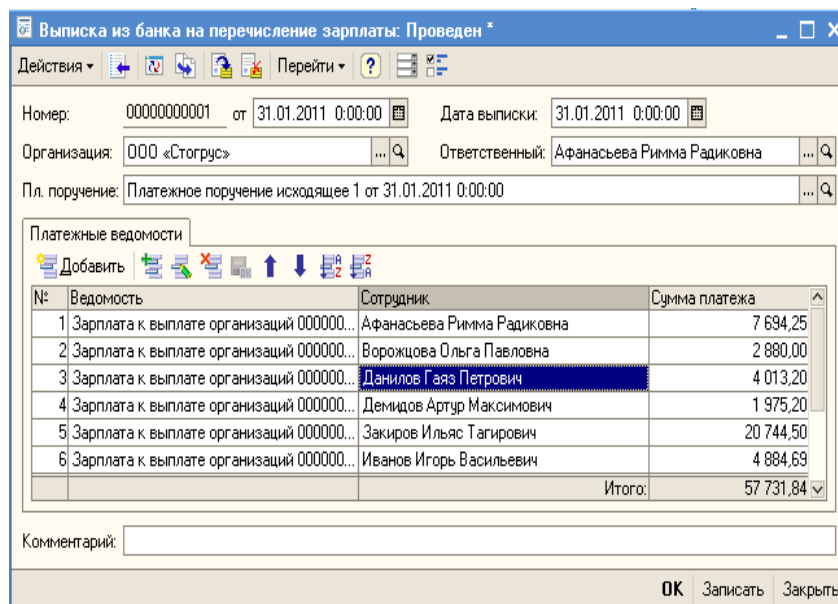 Выписка из банка на перечисление зарплаты: Проведен *
Действия Перейти ?
Номер: 00000000001 от 31.01.2011 0:00:00 Дата выписки: 31.01.2011 0:00:00
Организация: ООО «Стогрус» ... Ответственный: Афанасьева Римма Радиковна ...
Пл. поручение: Платежное поручение исходящее 1 от 31.01.2011 0:00:00 ...
Платежные ведомости
Добавить
№ Ведомость Сотрудник Сумма платежа
1 Зарплата к выплате организаций 000000... Афанасьева Римма Радиковна 7 694,25
2 Зарплата к выплате организаций 000000... Ворожцова Ольга Павловна 2 880,00
3 Зарплата к выплате организаций 000000... Данилов Гаяз Петрович 4 013,20
4 Зарплата к выплате организаций 000000... Демидов Артур Максимович 1 975,20
5 Зарплата к выплате организаций 000000... Закиров Ильяс Тагирович 20 744,50
6 Зарплата к выплате организаций 000000... Иванов Игорь Васильевич 4 884,69
Итого: 57 731,84
Комментарий:
OK Записать Закрыть